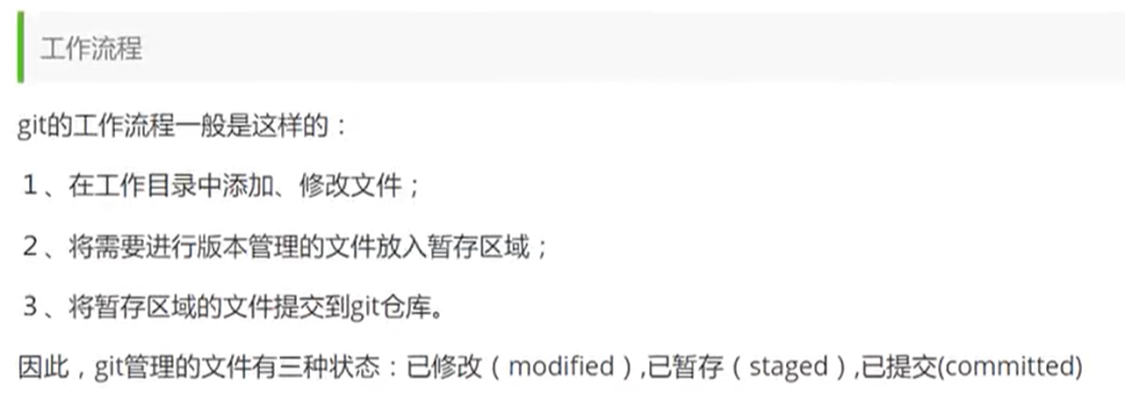 工作流程
git的工作流程一般是这样的：
1、在工作目录中添加、修改文件；
2、将需要进行版本管理的文件放入暂存区域；
3、将暂存区域的文件提交到git仓库。
因此，git管理的文件有三种状态：已修改（modified）,已暂存（staged）,已提交(committed)